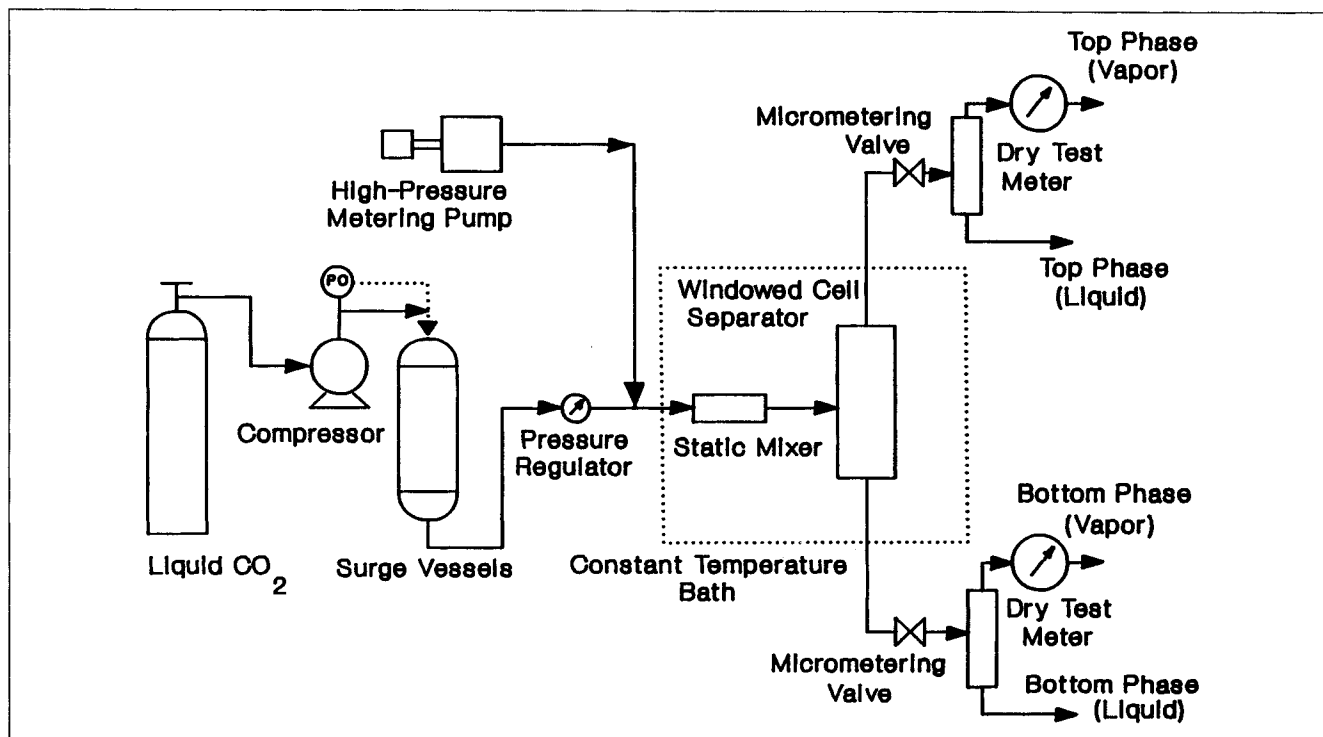 Top Phase
(Vapor)
Micrometering
Valve
Dry Test
Meter
High-Pressure
Metering Pump
Top Phase
(Liquid)
PO
Windowed Cell
Separator
Compressor
Pressure
Regulator
Static Mixer
Bottom Phase
(Vapor)
Liquid CO2
Surge Vessels
Constant Temperature
Bath
Dry Test
Meter
Micrometering
Valve
Bottom Phase
(Liquid)